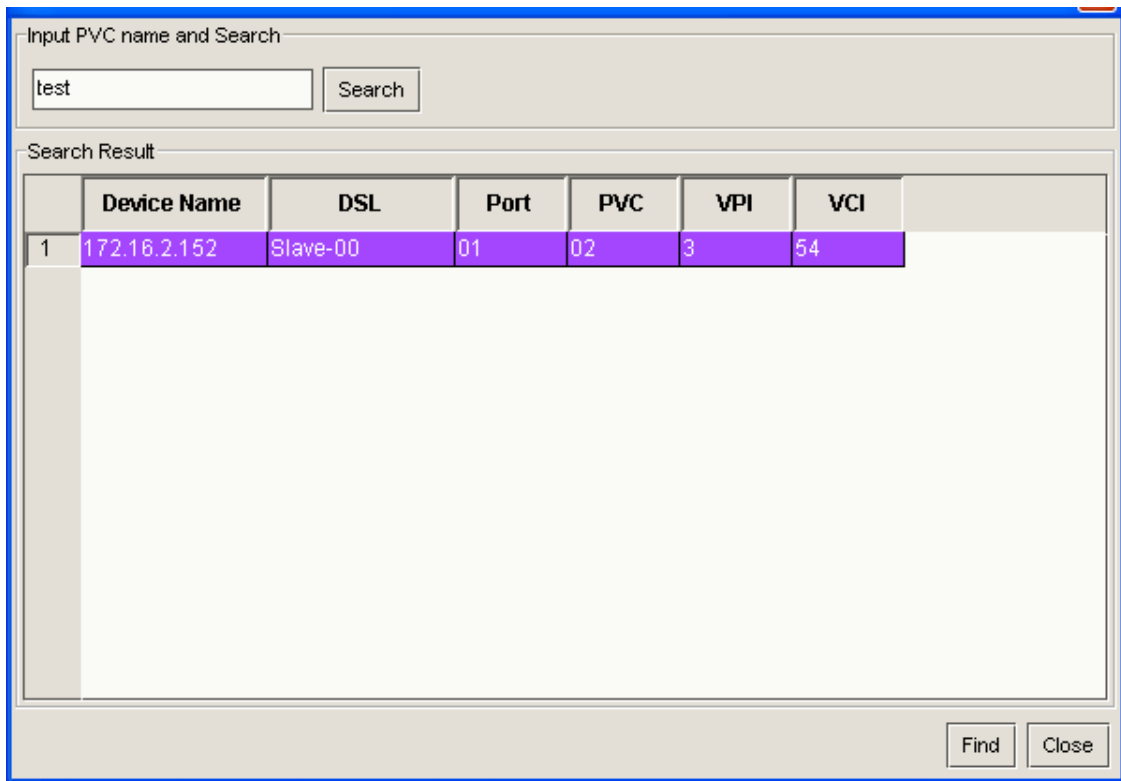 Input PVC name and Search
test Search
Search Result
Device Name DSL Port PVC VPI VCI
1 172.16.2.152 Slave-00 01 02 3 54
Find Close